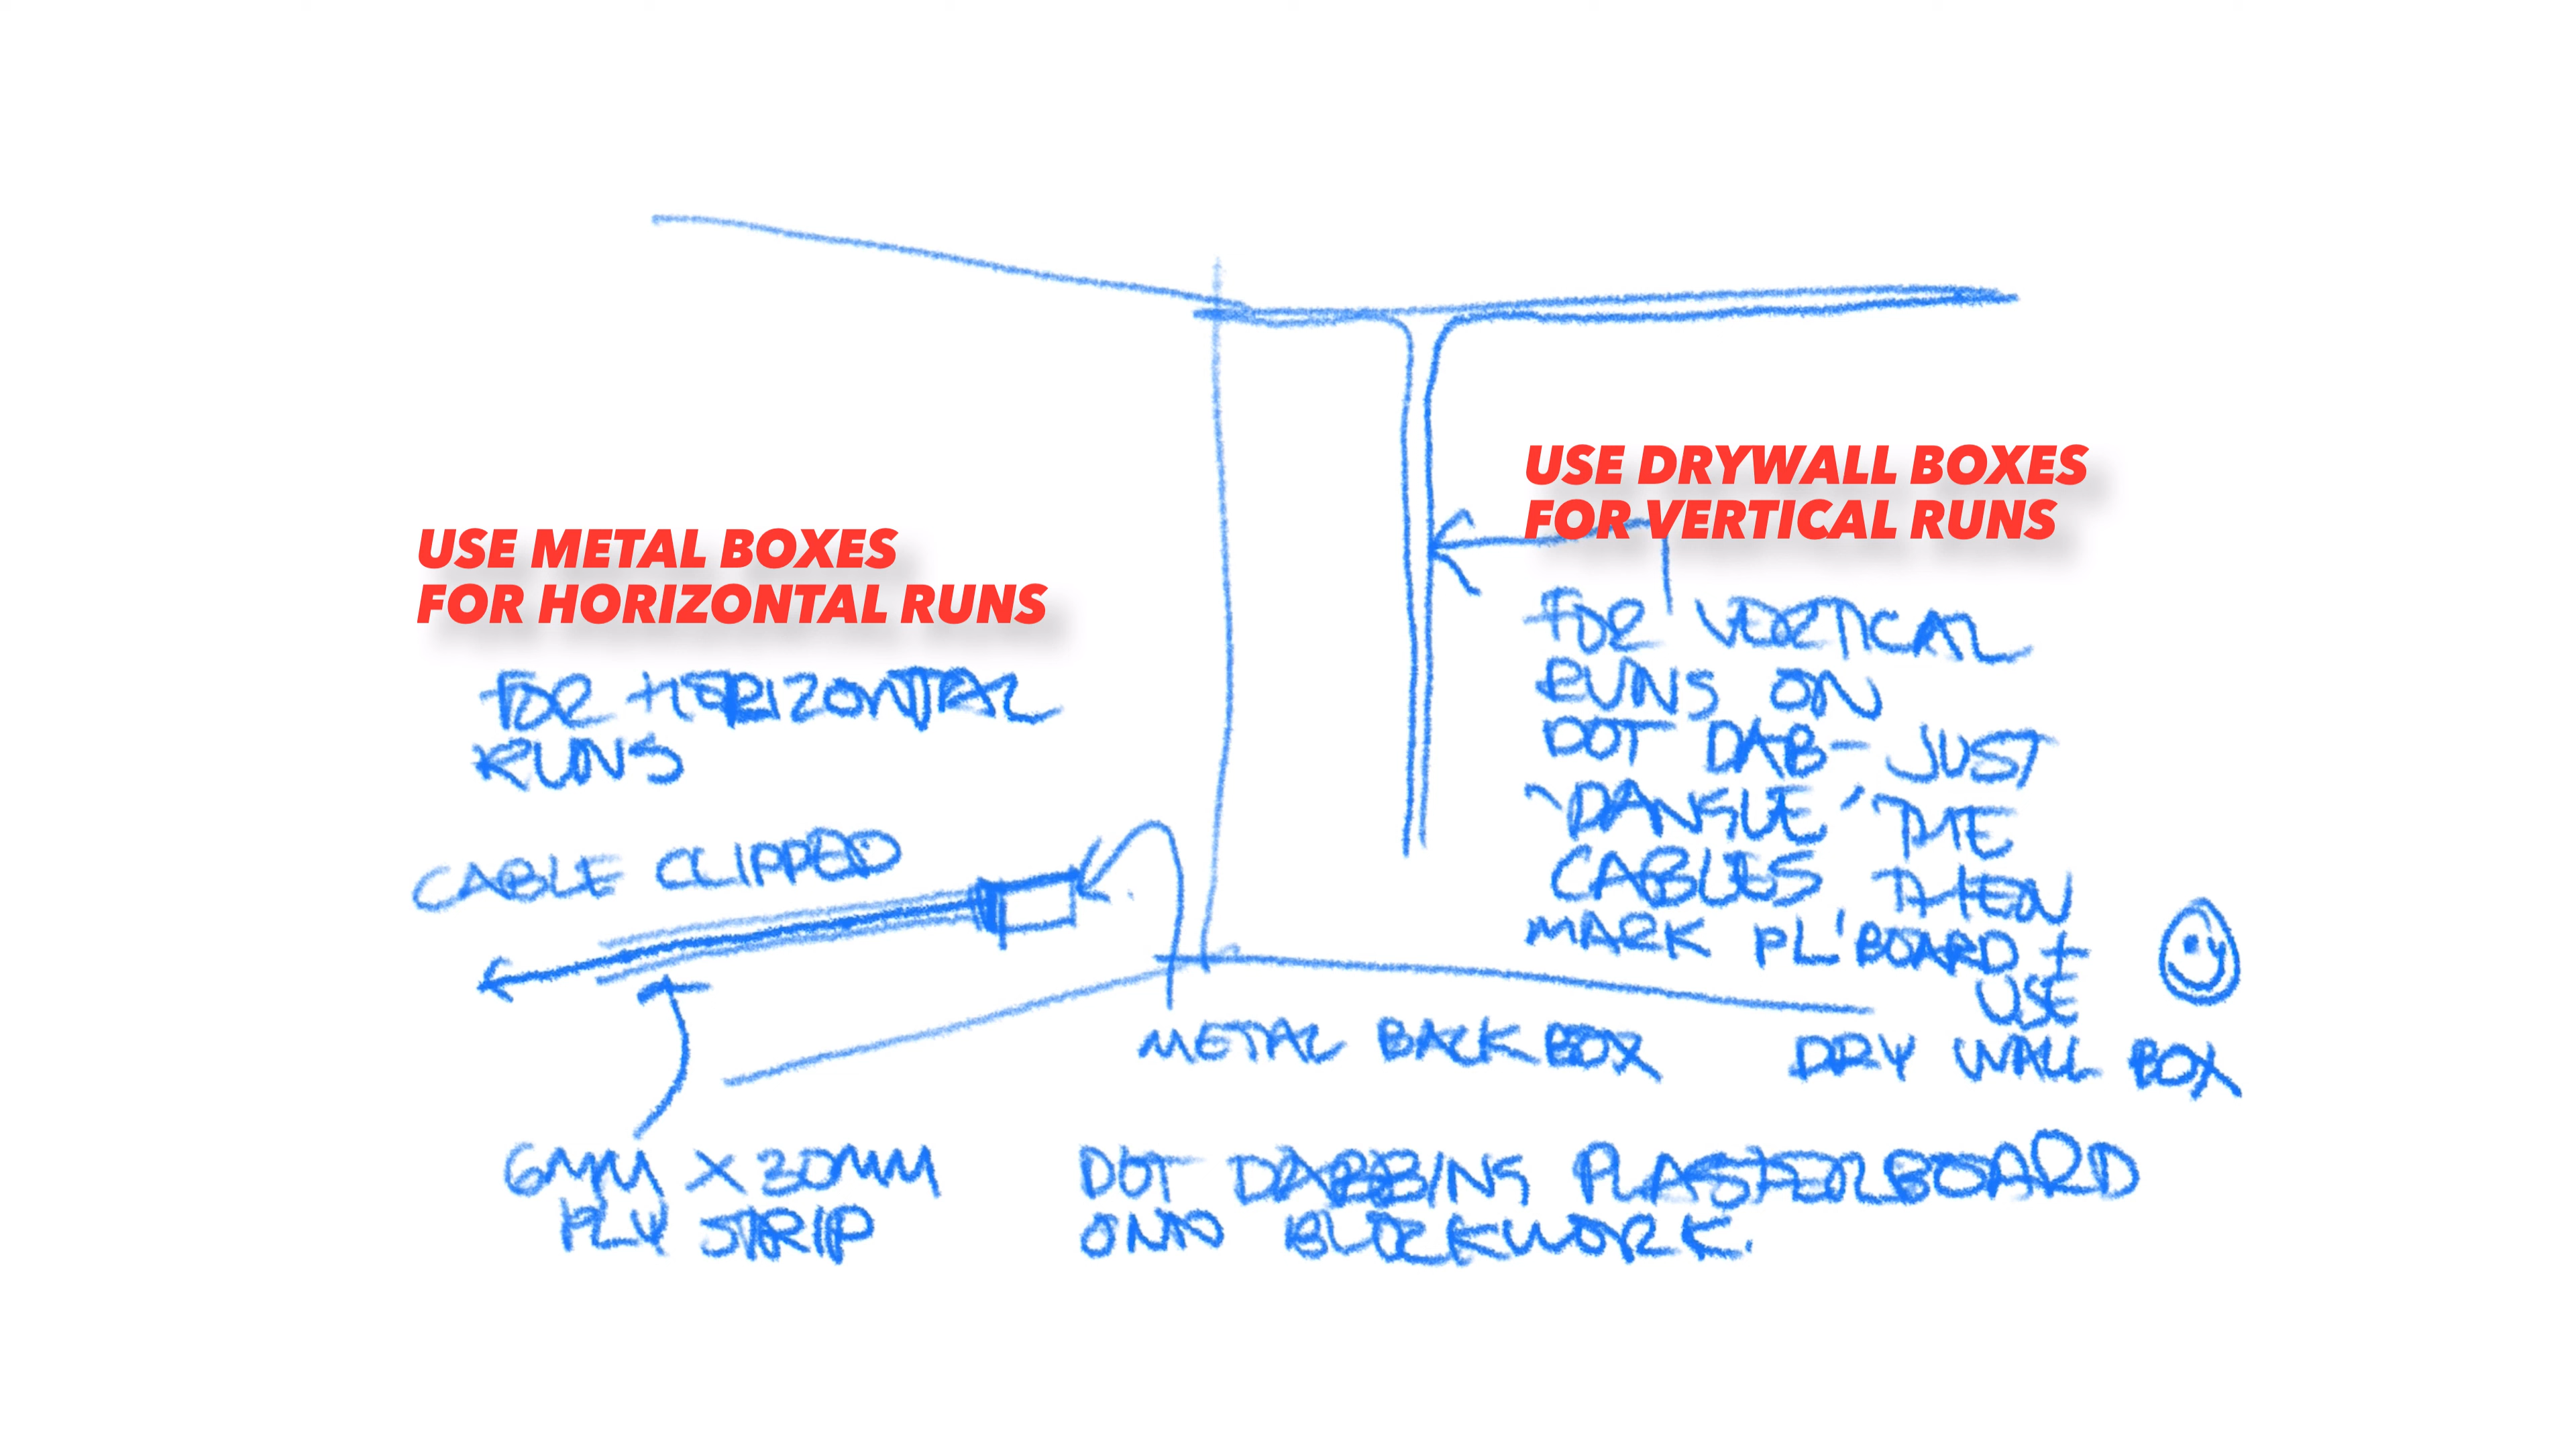 USE METAL BOXES
FOR HORIZONTAL RUNS
FOR HORIZONTAL
RUNS
CABLE CLIPPED
6MM X 30MM
PLY STRIP
USE DRYWALL BOXES
FOR VERTICAL RUNS
FOR VERTICAL
RUNS ON
DOT DAB - JUST
'DANGLE' THE
CABLES THEN
MARK PL'BOARD +
USE
DRY WALL BOX
METAL BACK BOX
DOT DABBING PLASTERBOARD
ONTO BLOCKWORK.